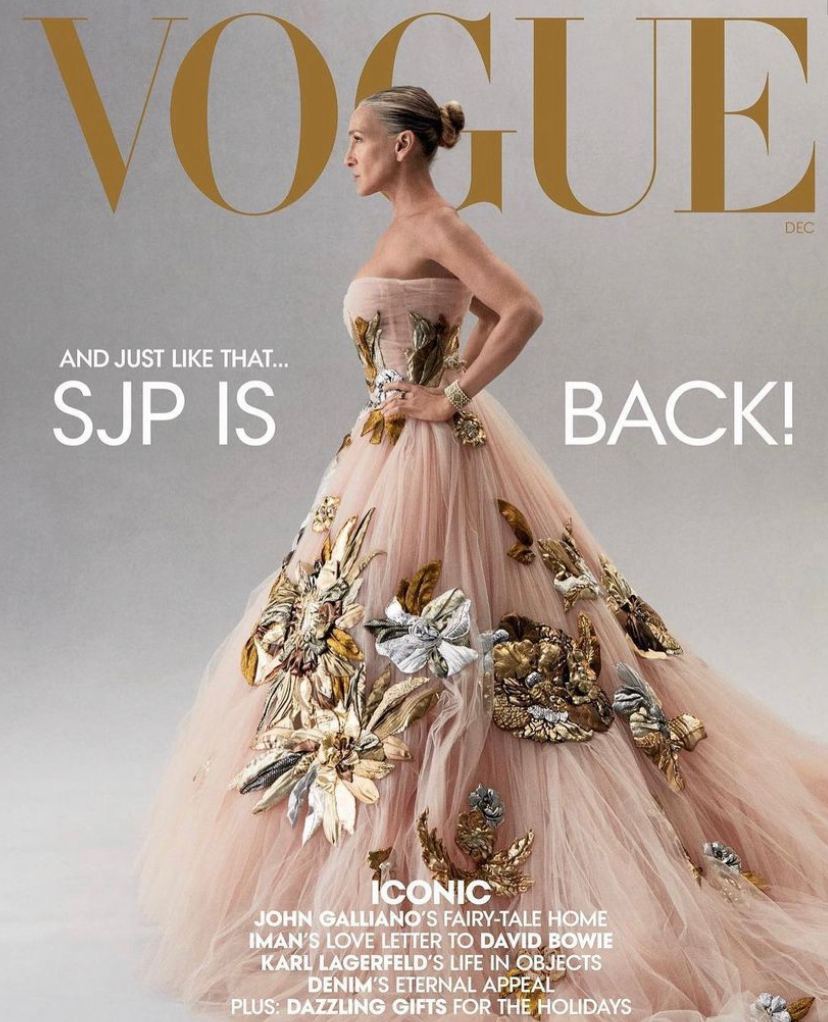 VOGUE
DEC
AND JUST LIKE THAT...
SJP IS BACK!
ICONIC
JOHN GALLIANO'S FAIRY-TALE HOME
IMAN'S LOVE LETTER TO DAVID BOWIE
KARL LAGERFELD'S LIFE IN OBJECTS
DENIM'S ETERNAL APPEAL
PLUS: DAZZLING GIFTS FOR THE HOLIDAYS